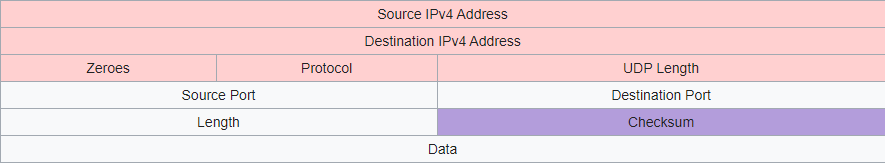 Source IPv4 Address
Destination IPv4 Address
Zeroes Protocol UDP Length
Source Port Destination Port
Length Checksum
Data